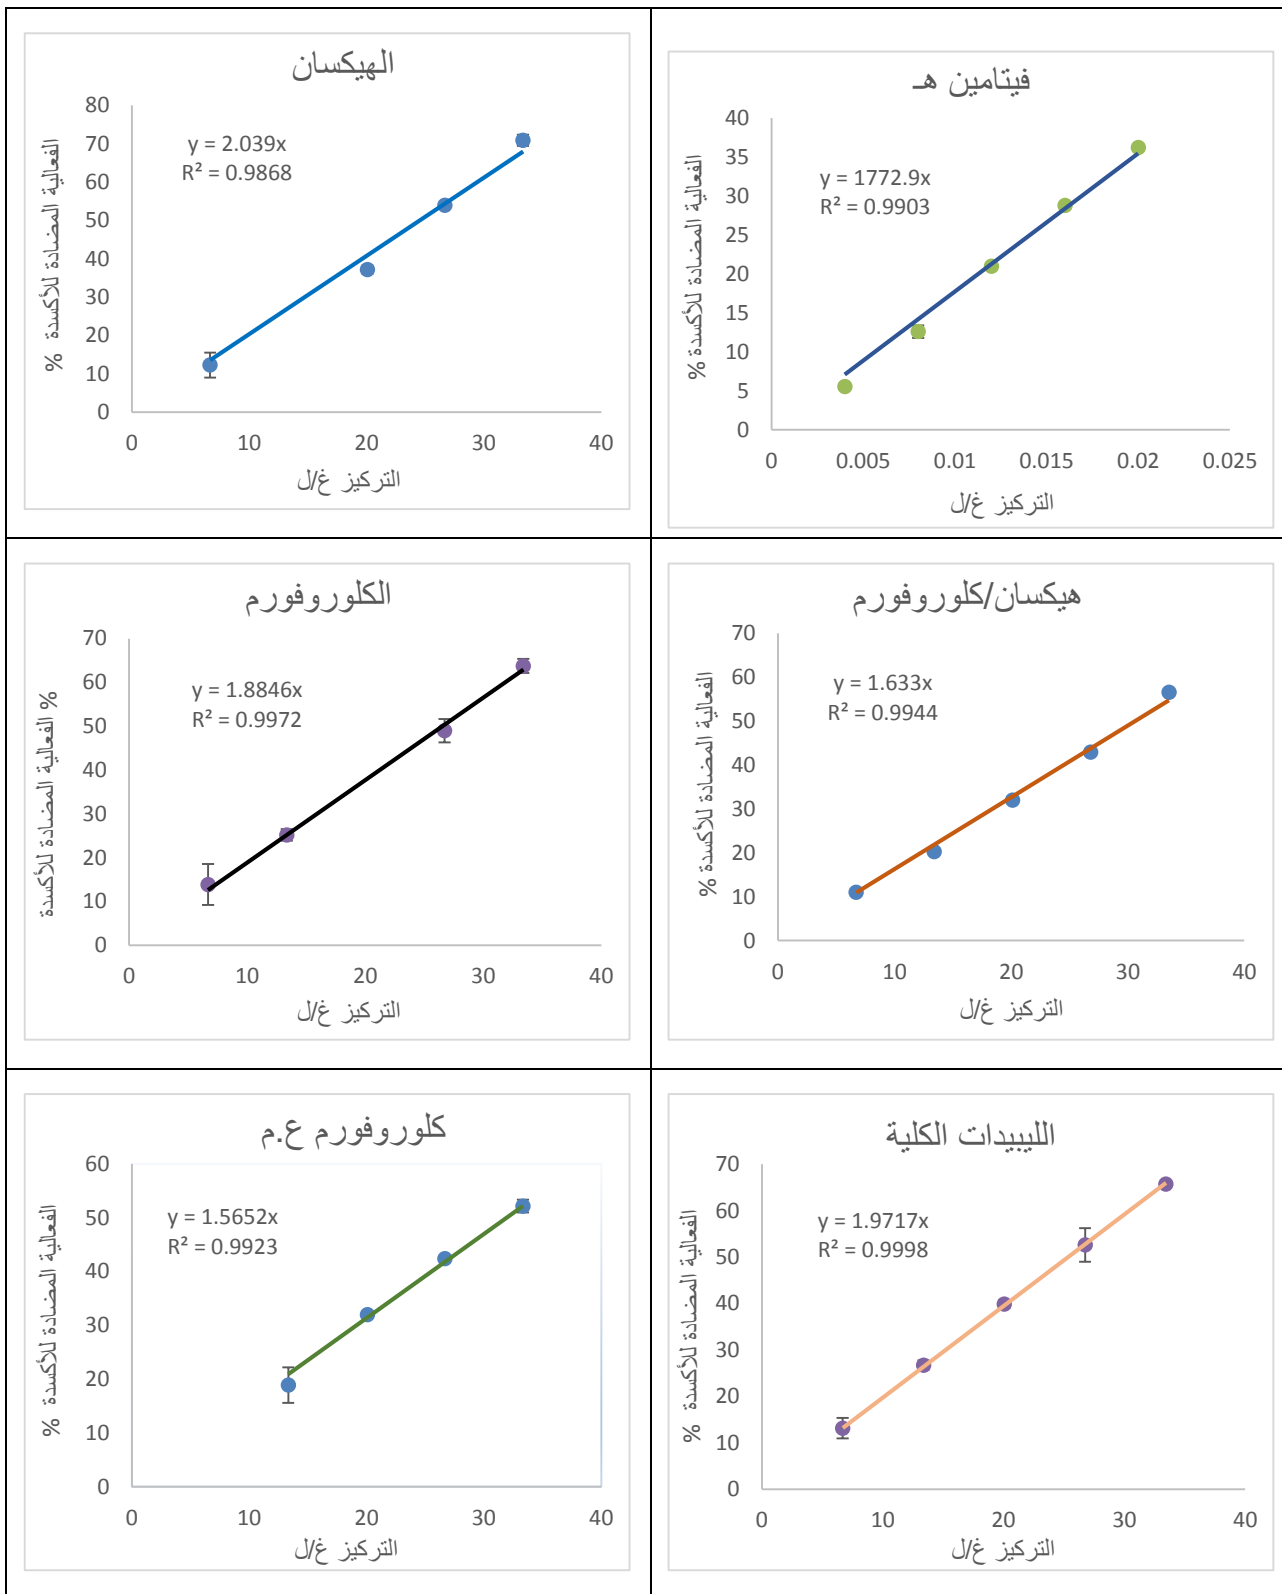 الهيكسان
y = 2.039x
R² = 0.9868
الفعالية المضادة للأكسدة %
80
70
60
50
40
30
20
10
0
0 10 20 30 40
التركيز غ/ل
فيتامين هـ
y = 1772.9x
R² = 0.9903
الفعالية المضادة للأكسدة %
40
35
30
25
20
15
10
5
0
0 0.005 0.01 0.015 0.02 0.025
التركيز غ/ل
الكلوروفورم
y = 1.8846x
R² = 0.9972
% الفعالية المضادة للأكسدة
70
60
50
40
30
20
10
0
0 10 20 30 40
التركيز غ/ل
هيكسان/كلوروفورم
y = 1.633x
R² = 0.9944
الفعالية المضادة للأكسدة %
70
60
50
40
30
20
10
0
0 10 20 30 40
التركيز غ/ل
كلوروفورم ع.م
y = 1.5652x
R² = 0.9923
الفعالية المضادة للأكسدة %
60
50
40
30
20
10
0
0 10 20 30 40
التركيز غ/ل
الليبيدات الكلية
y = 1.9717x
R² = 0.9998
الفعالية المضادة للأكسدة %
70
60
50
40
30
20
10
0
0 10 20 30 40
التركيز غ/ل